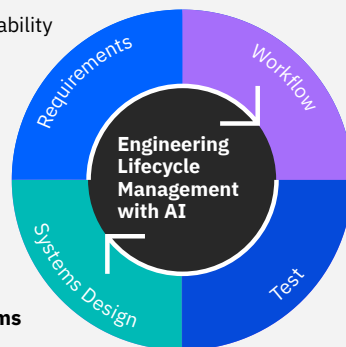 ability
Requirements
Workflow
Engineering
Lifecycle
Management
with AI
Systems Design
Test
ms